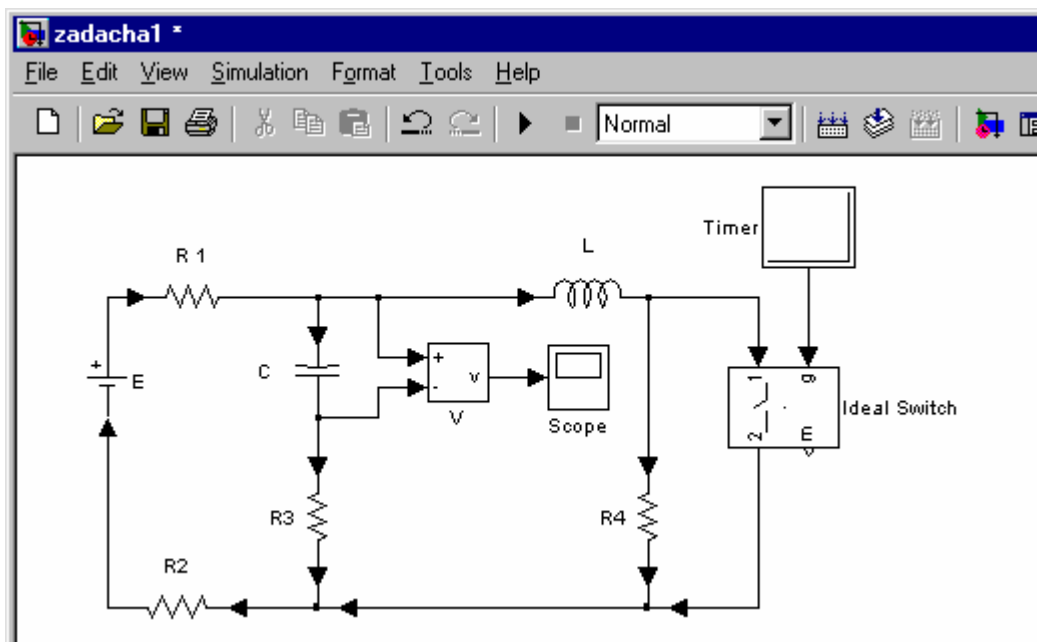 zadacha1 *
File Edit View Simulation Format Tools Help
Normal
Timer
R 1
L
+
E
C
+
-
v
V
Scope
1
g
2
m
Ideal Switch
R3
R4
R2